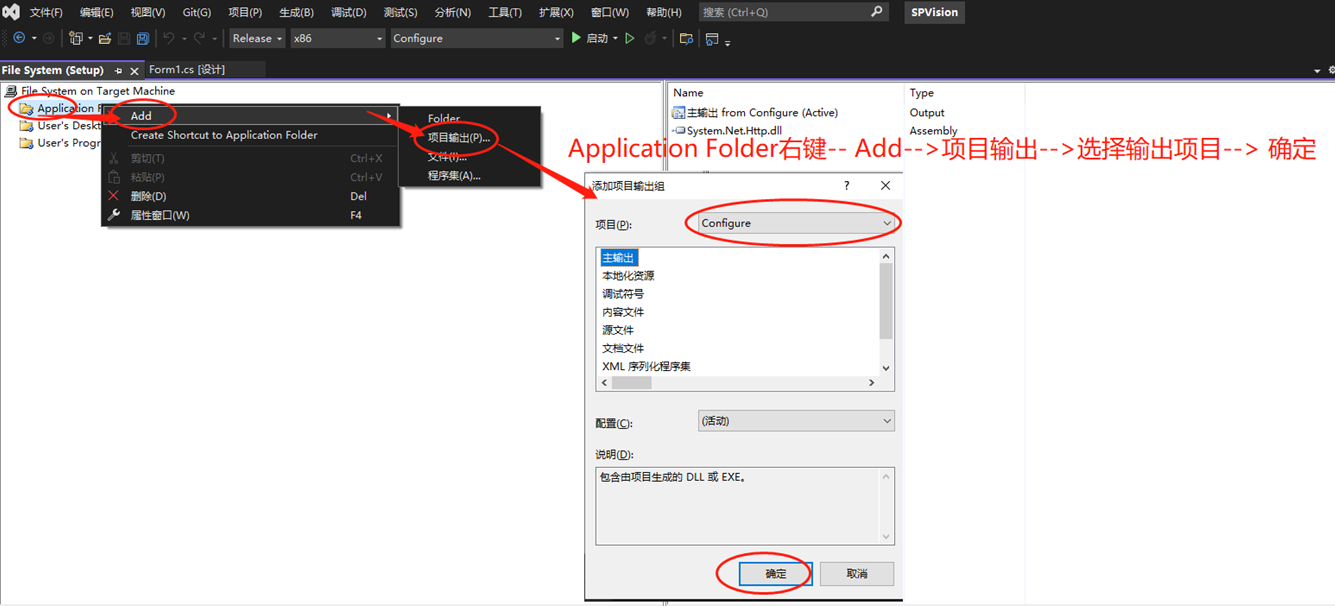 文件(F) 编辑(E) 视图(V) Git(G) 项目(P) 生成(B) 调试(D) 测试(S) 分析(N) 工具(T) 扩展(X) 窗口(W) 帮助(H) 搜索 (Ctrl+Q) SPVision
Release x86 Configure 启动
File System (Setup) Form1.cs [设计]
File System on Target Machine
Application F
User's Deskt
User's Progr
Add
Create Shortcut to Application Folder
剪切(T) Ctrl+X
粘贴(P) Ctrl+V
删除(D) Del
属性窗口(W) F4
Folder
项目输出(P)...
文件(I)...
程序集(A)...
Name Type
主输出 from Configure (Active) Output
System.Net.Http.dll Assembly
Application Folder右键-- Add-->项目输出-->选择输出项目--> 确定
添加项目输出组 ?
项目(P): Configure
主输出
本地化资源
调试符号
内容文件
源文件
文档文件
XML 序列化程序集
配置(C): (活动)
说明(D):
包含由项目生成的 DLL 或 EXE。
确定 取消